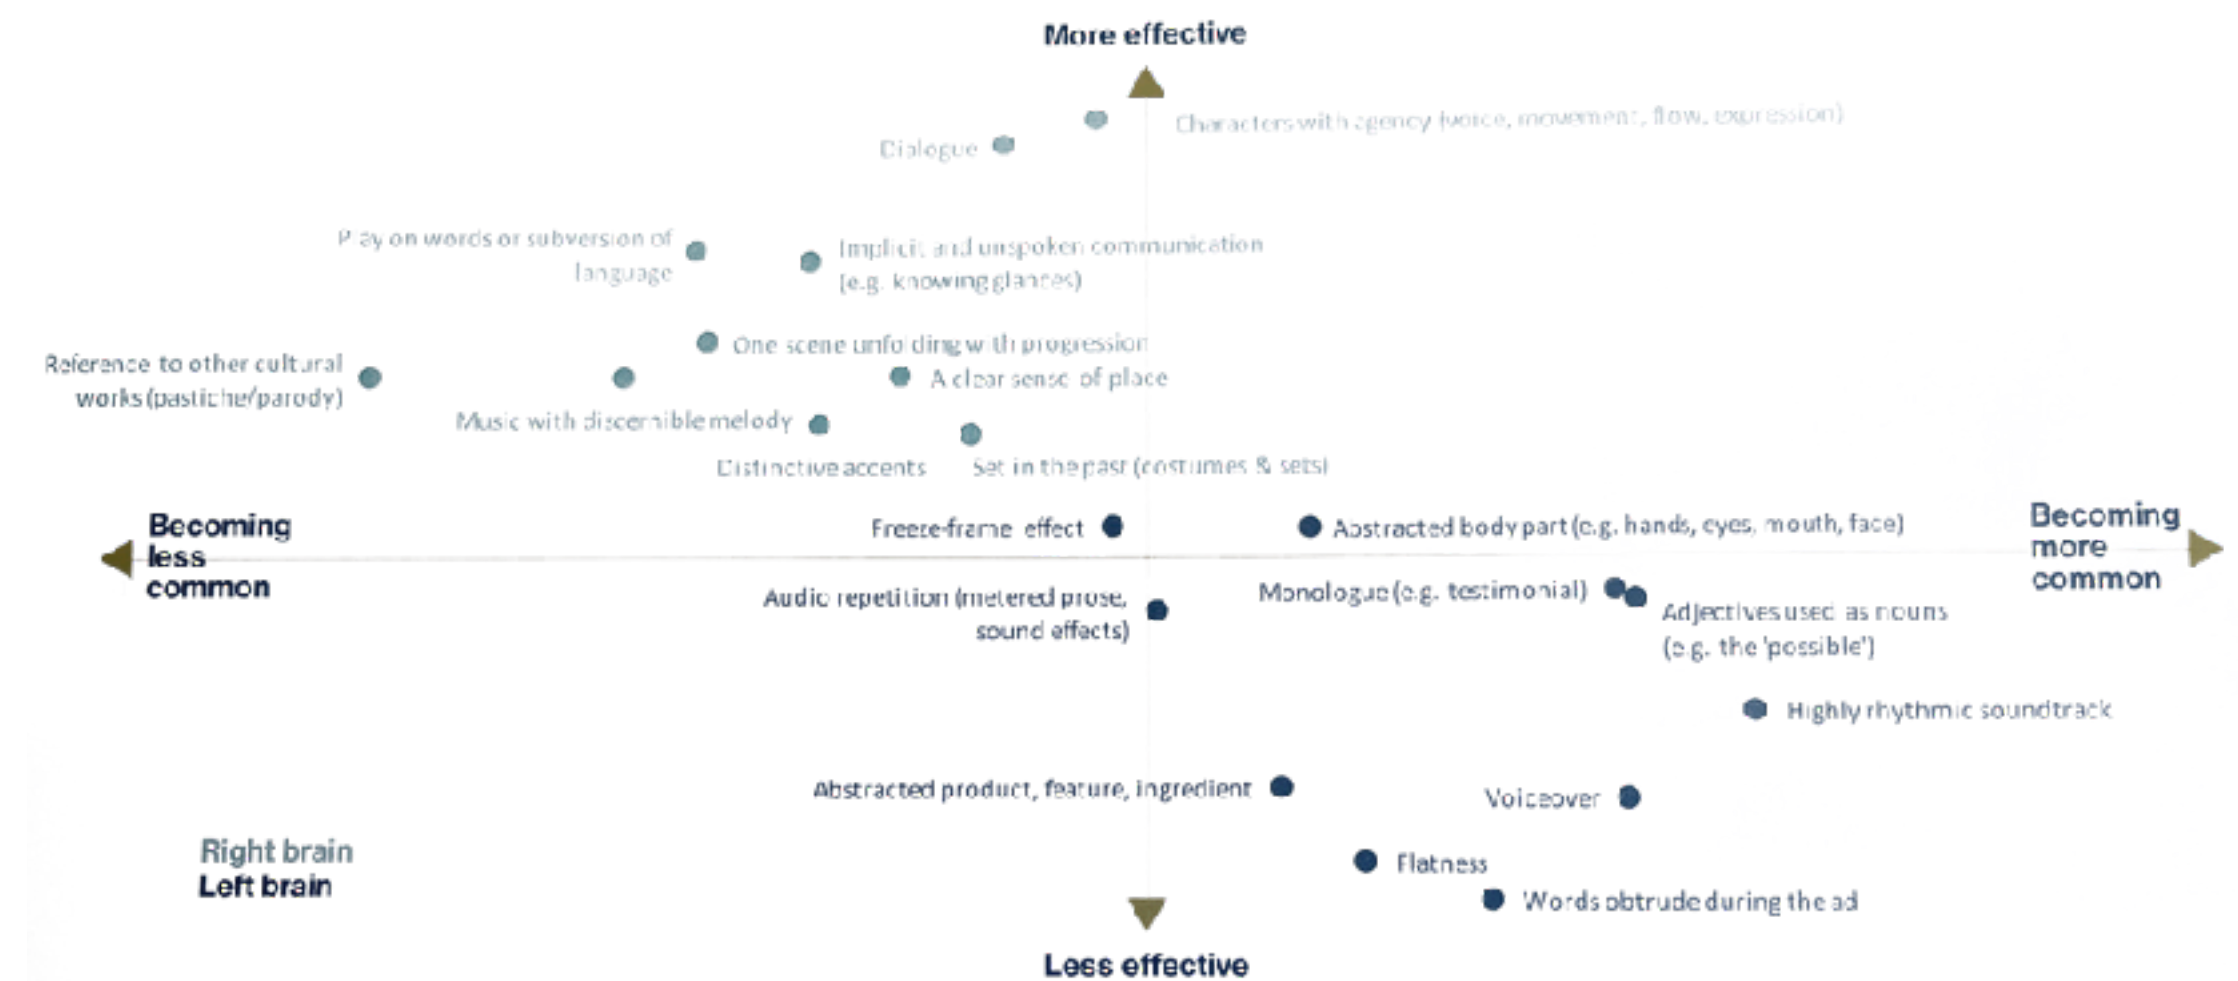 More effective
Characters with agency (voice, movement, flow, expression)
Dialogue
Play on words or subversion of
language
Implicit and unspoken communication
(e.g. knowing glances)
One scene unfolding with progression
Reference to other cultural
works (pastiche/parody)
A clear sense of place
Music with discernible melody
Distinctive accents
Set in the past (costumes & sets)
Becoming
less
common
Freeze-frame effect
Abstracted body part (e.g. hands, eyes, mouth, face)
Becoming
more
common
Audio repetition (metered prose,
sound effects)
Monologue (e.g. testimonial)
Adjectives used as nouns
(e.g. the 'possible')
Highly rhythmic soundtrack
Abstracted product, feature, ingredient
Voiceover
Right brain
Left brain
Flatness
Words obtrude during the ad
Less effective